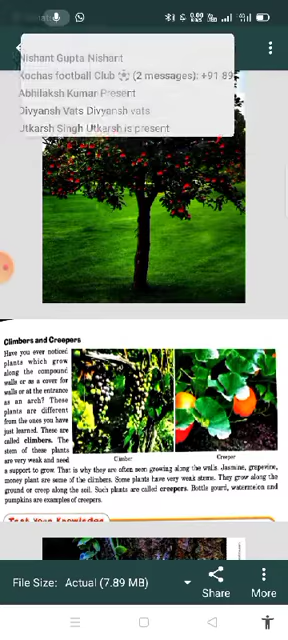 Nishant Gupta Nishant
Kochas football Club ⚽ (2 messages): +91 89
Abhilaksh Kumar Present
Divyansh Vats Divyansh vats
Utkarsh Singh Utkarsh is present
Climbers and Creepers
Have you ever noticed
plants which grow
along the compound
walls or as a cover for
walls or at the entrance
as an arch? These
plants are different
from the ones you have
just learned. These are
called climbers. The
stem of these plants
are very weak and need
Climber
Creeper
a support to grow. That is why they are often seen growing along the walls. Jasmine, grapevine,
money plant are some of the climbers. Some plants have very weak stems. They grow along the
ground or creep along the soil. Such plants are called creepers. Bottle gourd, watermelon and
pumpkins are examples of creepers.
Test Your Knowledge
File Size: Actual (7.89 MB)
Share
More